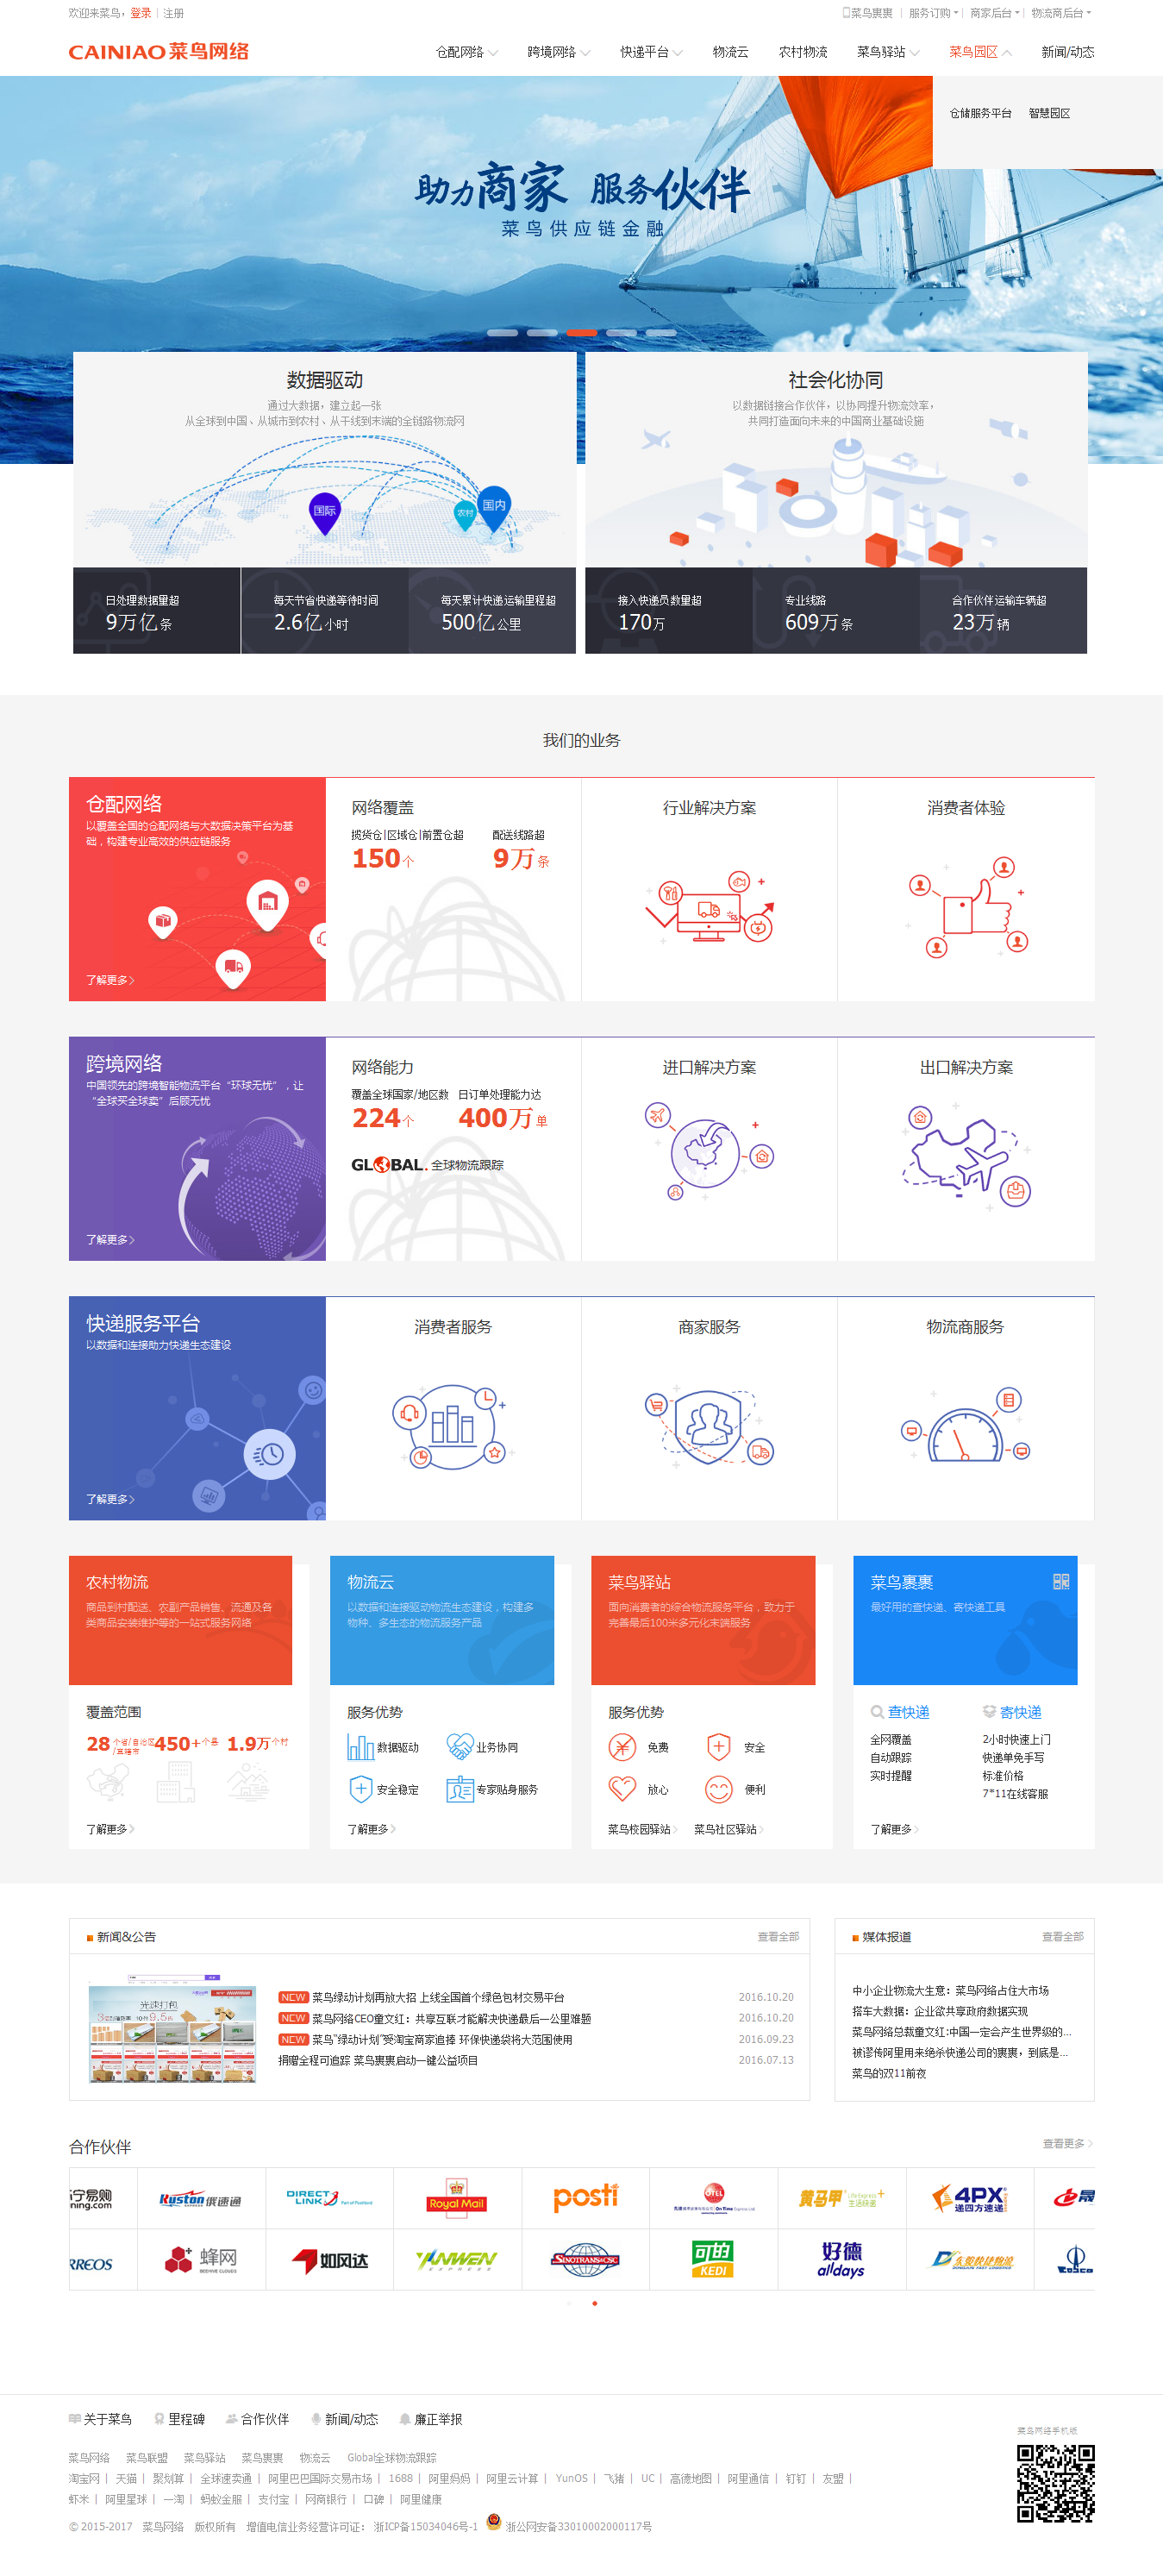 欢迎来菜鸟，登录 | 注册
菜鸟裹裹 | 服务订购 | 商家后台 | 物流商后台
CAINIAO 菜鸟网络
仓配网络 跨境网络 快递平台 物流云 农村物流 菜鸟驿站 菜鸟园区 新闻/动态
仓储服务平台 智慧园区
助力商家 服务伙伴
菜鸟供应链金融
数据驱动
通过大数据，建立起一张
从全球到中国、从城市到农村、从干线到末端的全链路物流网
国际 农村 国内
日处理数据量超
9万亿条
每天节省快递等待时间
2.6亿小时
每天累计快递运输里程超
500亿公里
社会化协同
以数据链接合作伙伴，以协同提升物流效率，
共同打造面向未来的中国商业基础设施
接入快递员数量超
170万
专业线路
609万条
合作伙伴运输车辆超
23万辆
我们的业务
仓配网络
以覆盖全国的仓配网络与大数据决策平台为基
础，构建专业高效的供应链服务
了解更多
网络覆盖
揽货仓|区域仓|前置仓超
150个
配送线路超
9万条
行业解决方案
消费者体验
跨境网络
中国领先的跨境智能物流平台“环球无忧”，让
“全球买全球卖”后顾无忧
了解更多
网络能力
覆盖全球国家/地区数
224个
日订单处理能力达
400万单
GLOBAL. 全球物流跟踪
进口解决方案
出口解决方案
快递服务平台
以数据和连接助力快递生态建设
了解更多
消费者服务
商家服务
物流商服务
农村物流
商品到村配送、农副产品销售、流通及各
类商品安装维护等的一站式服务网络
覆盖范围
28个省/自治区/直辖市 450+个县 1.9万个村
了解更多
物流云
以数据和连接驱动物流生态建设，构建多
物种、多生态的物流服务产品
服务优势
数据驱动 业务协同
安全稳定 专家贴身服务
了解更多
菜鸟驿站
面向消费者的综合物流服务平台，致力于
完善最后100米多元化末端服务
服务优势
免费 安全
放心 便利
菜鸟校园驿站 菜鸟社区驿站
菜鸟裹裹
最好用的查快递、寄快递工具
查快递
全网覆盖
自动跟踪
实时提醒
寄快递
2小时快速上门
快递单免手写
标准价格
7*11在线客服
了解更多
新闻&公告 查看全部
光速打包
NEW 菜鸟绿动计划再放大招 上线全国首个绿色包材交易平台 2016.10.20
NEW 菜鸟网络CEO童文红：共享互联才能解决快递最后一公里难题 2016.10.20
NEW 菜鸟“绿动计划”受淘宝商家追捧 环保快递袋将大范围使用 2016.09.23
捐赠全程可追踪 菜鸟裹裹启动一键公益项目 2016.07.13
媒体报道 查看全部
中小企业物流大生意：菜鸟网络占住大市场
搭车大数据：企业欲共享政府数据实现
菜鸟网络总裁童文红:中国一定会产生世界级的...
被谬传阿里用来绝杀快递公司的裹裹，到底是...
菜鸟的双11前夜
合作伙伴 查看更多
宁易购 ning.com
Ruston 俄速通
DIRECT LINK
Royal Mail
posti
OTEL
黄马甲 生活快递
4PX 递四方速递
晟
RREOS
蜂网 BEEHIVE CLOUDS
如风达
YANWEN EXPRESS
SINOTRANS&CSC
可的 KEDI
好德 alldays
东骏快捷物流
COSCO
关于菜鸟 里程碑 合作伙伴 新闻/动态 廉正举报
菜鸟网络 菜鸟联盟 菜鸟驿站 菜鸟裹裹 物流云 Global全球物流跟踪
淘宝网 | 天猫 | 聚划算 | 全球速卖通 | 阿里巴巴国际交易市场 | 1688 | 阿里妈妈 | 阿里云计算 | YunOS | 飞猪 | UC | 高德地图 | 阿里通信 | 钉钉 | 友盟 |
虾米 | 阿里星球 | 一淘 | 蚂蚁金服 | 支付宝 | 网商银行 | 口碑 | 阿里健康
© 2015-2017 菜鸟网络 版权所有 增值电信业务经营许可证： 浙ICP备15034046号-1 浙公网安备33010002000117号
菜鸟网络手机版